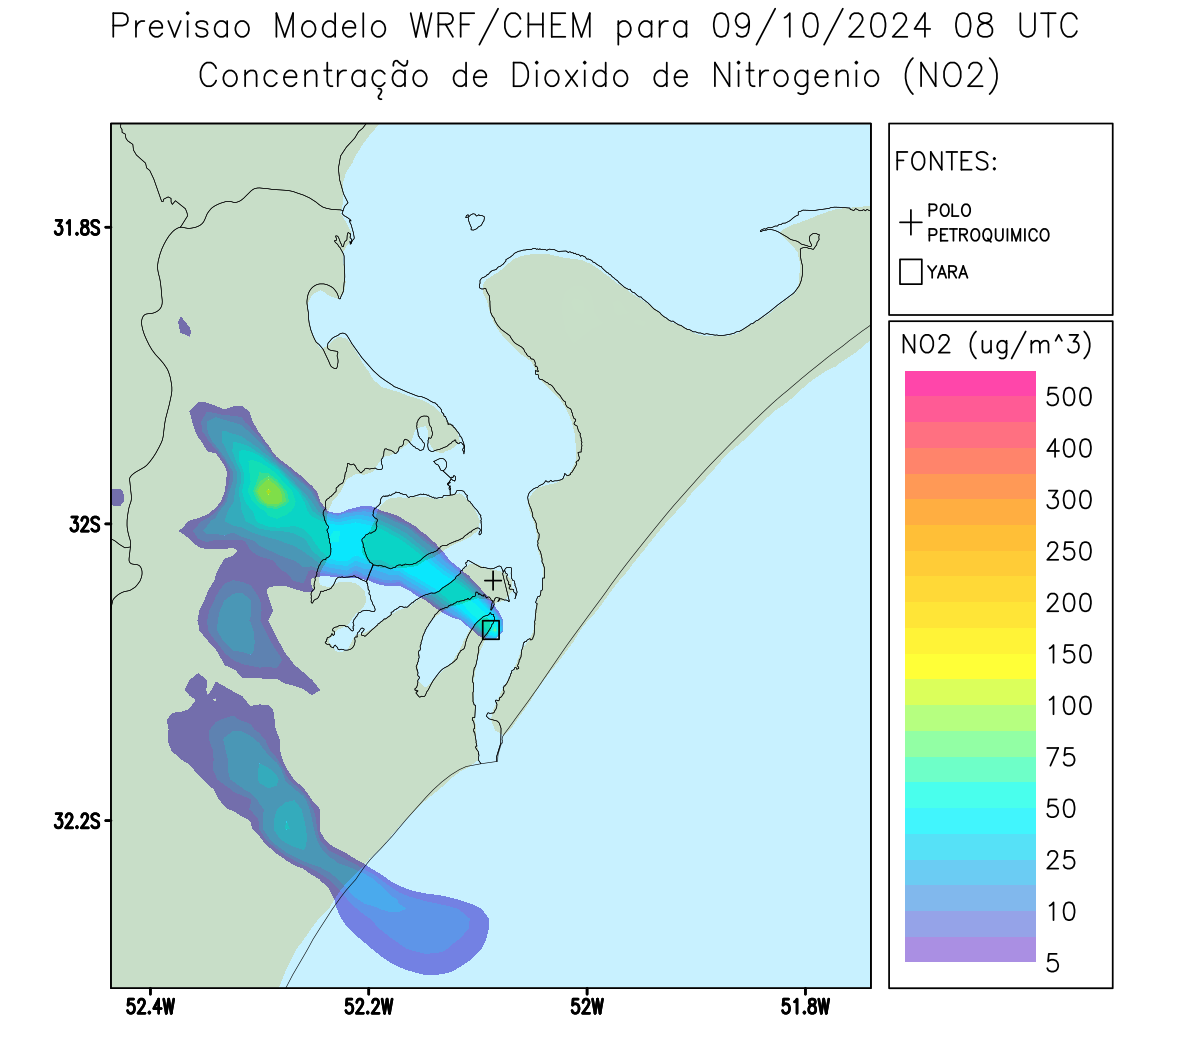 Previsao Modelo WRF/CHEM para 09/10/2024 08 UTC
Concentração de Dioxido de Nitrogenio (NO2)
FONTES:
POLO
PETROQUIMICO
YARA
NO2 (ug/m^3)
500
400
300
250
200
150
100
75
50
25
10
5
31.8S
32S
32.2S
52.4W
52.2W
52W
51.8W